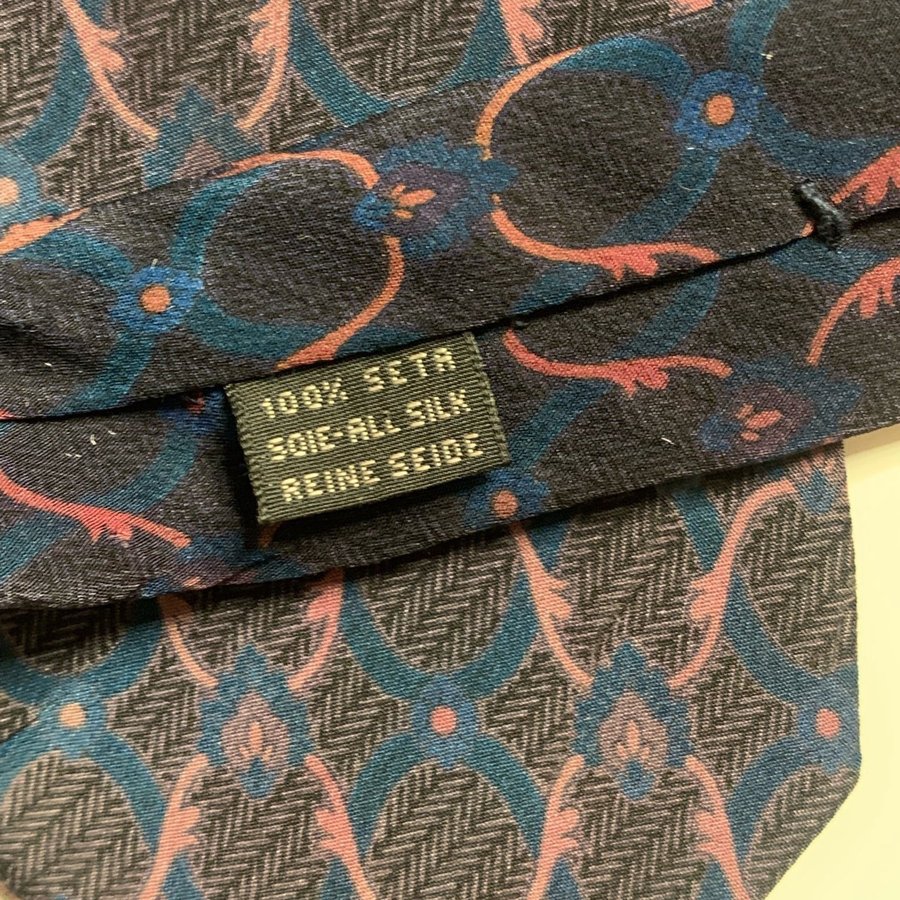 100% SETA
SOIE-ALL SILK
REINE SEIDE